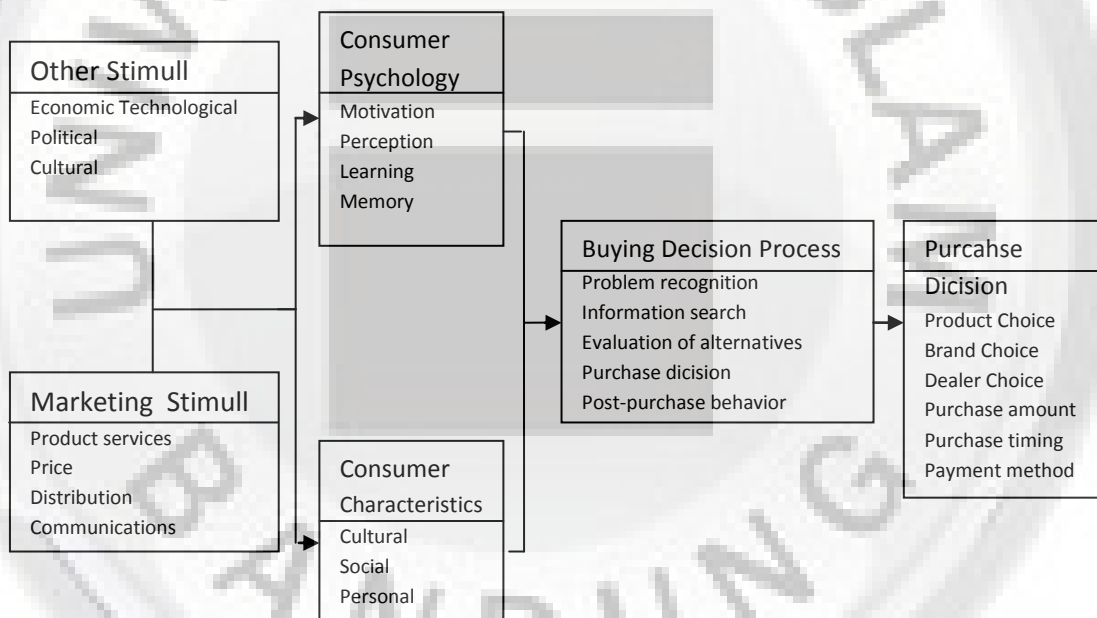 Other Stimull
Economic Technological
Political
Cultural
Marketing Stimull
Product services
Price
Distribution
Communications
Consumer
Psychology
Motivation
Perception
Learning
Memory
Consumer
Characteristics
Cultural
Social
Personal
Buying Decision Process
Problem recognition
Information search
Evaluation of alternatives
Purchase dicision
Post-purchase behavior
Purcahse
Dicision
Product Choice
Brand Choice
Dealer Choice
Purchase amount
Purchase timing
Payment method
BANDUNG